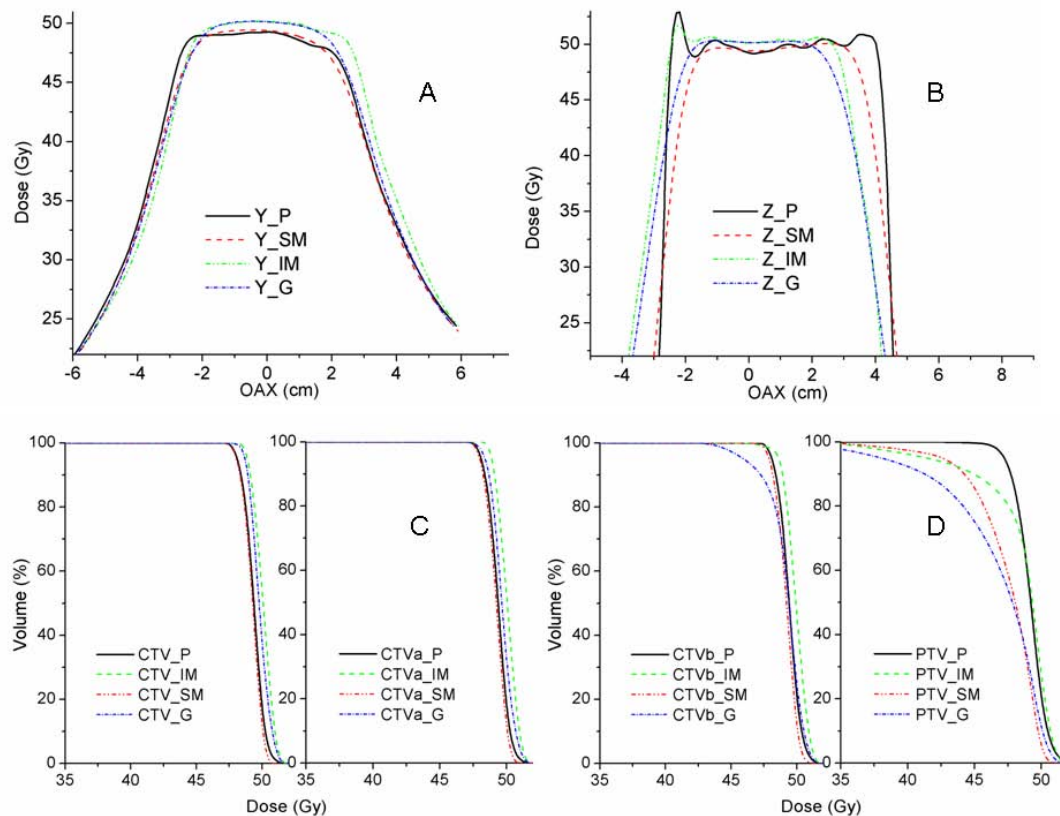 50
45
40
35
30
25
Dose (Gy)
A
Y_P
Y_SM
Y_IM
Y_G
-6 -4 -2 0 2 4 6
OAX (cm)
50
45
40
35
30
25
Dose (Gy)
B
Z_P
Z_SM
Z_IM
Z_G
-4 -2 0 2 4 6 8
OAX (cm)
100
80
60
40
20
0
Volume (%)
CTV_P
CTV_IM
CTV_SM
CTV_G
35 40 45 50
100
80
60
40
20
0
C
CTVa_P
CTVa_IM
CTVa_SM
CTVa_G
35 40 45 50
Dose (Gy)
100
80
60
40
20
0
Volume (%)
CTVb_P
CTVb_IM
CTVb_SM
CTVb_G
35 40 45 50
100
80
60
40
20
0
D
PTV_P
PTV_IM
PTV_SM
PTV_G
35 40 45 50
Dose (Gy)